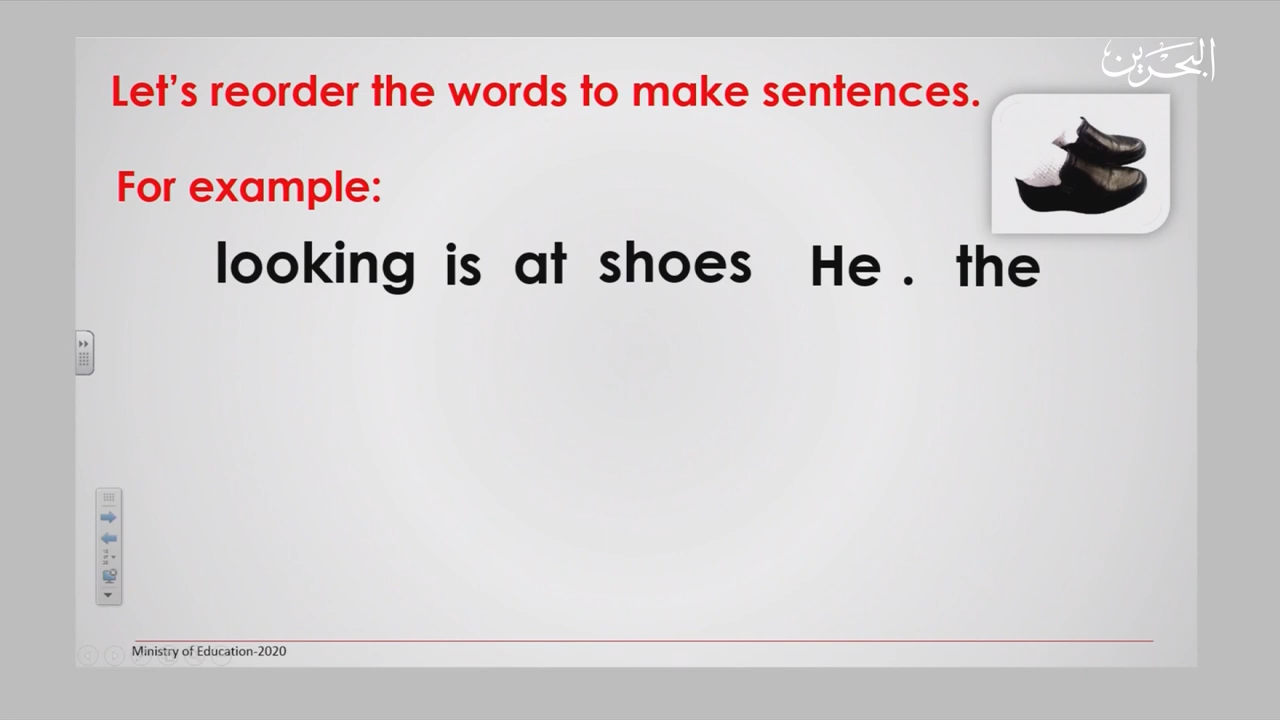 البحرين
Let's reorder the words to make sentences.
For example:
looking is at shoes He . the
Ministry of Education-2020